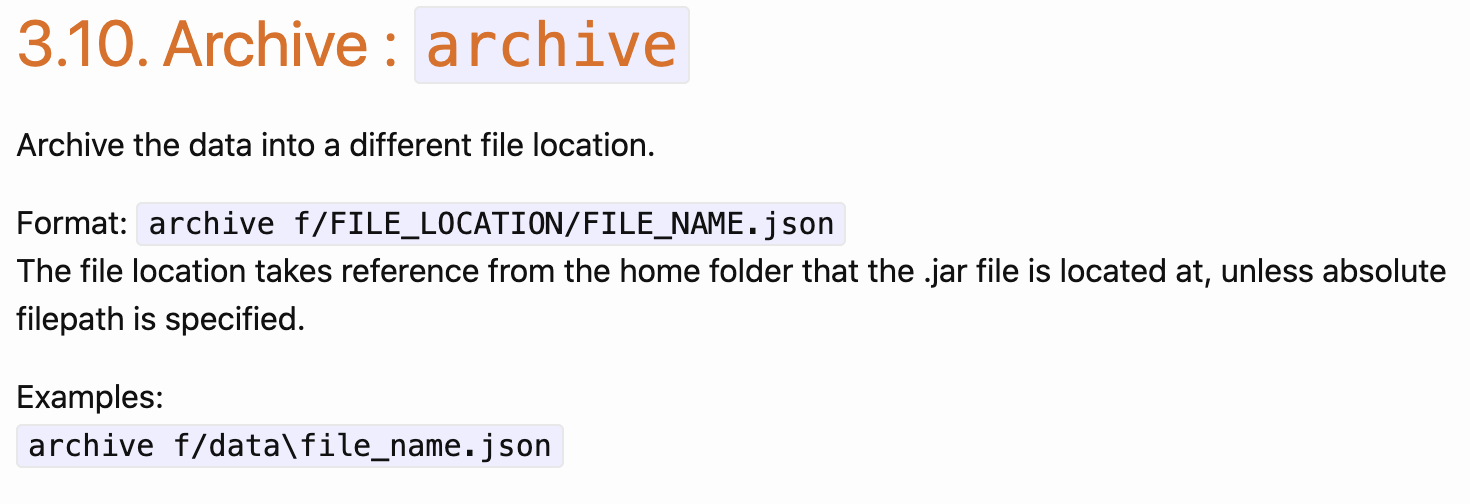 3.10. Archive : archive
Archive the data into a different file location.
Format: archive f/FILE_LOCATION/FILE_NAME.json
The file location takes reference from the home folder that the .jar file is located at, unless absolute
filepath is specified.
Examples:
archive f/data\file_name.json